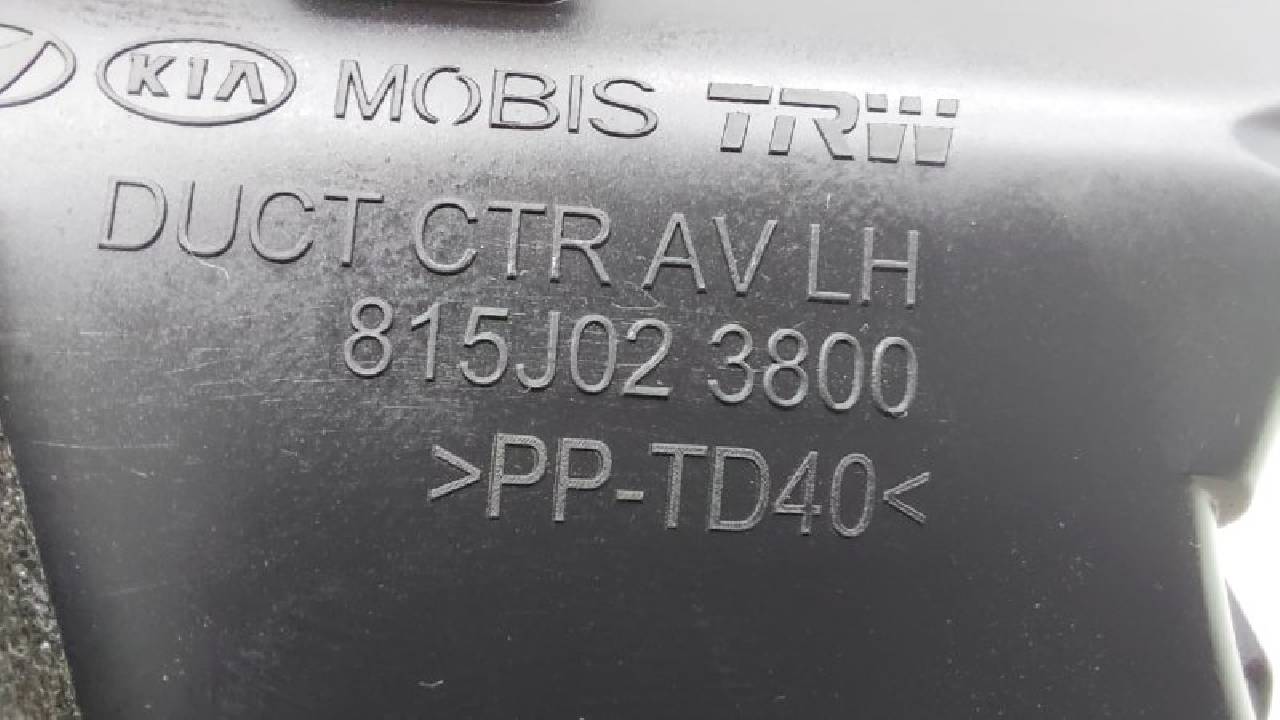 KIA MOBIS TRW
DUCT CTR AV LH
815J02 3800
>PP-TD40<